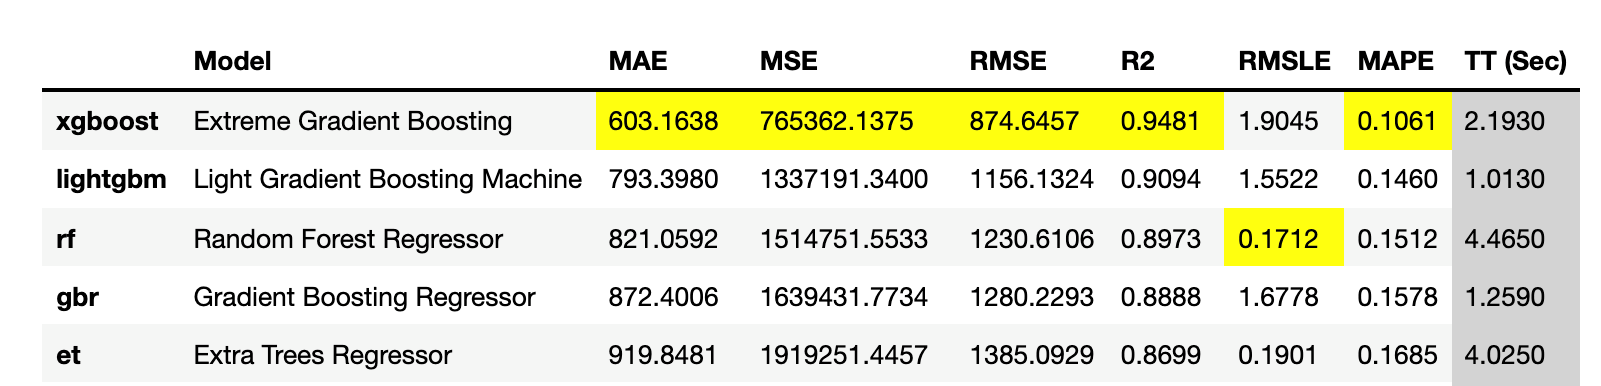 Model MAE MSE RMSE R2 RMSLE MAPE TT (Sec)
xgboost Extreme Gradient Boosting 603.1638 765362.1375 874.6457 0.9481 1.9045 0.1061 2.1930
lightgbm Light Gradient Boosting Machine 793.3980 1337191.3400 1156.1324 0.9094 1.5522 0.1460 1.0130
rf Random Forest Regressor 821.0592 1514751.5533 1230.6106 0.8973 0.1712 0.1512 4.4650
gbr Gradient Boosting Regressor 872.4006 1639431.7734 1280.2293 0.8888 1.6778 0.1578 1.2590
et Extra Trees Regressor 919.8481 1919251.4457 1385.0929 0.8699 0.1901 0.1685 4.0250